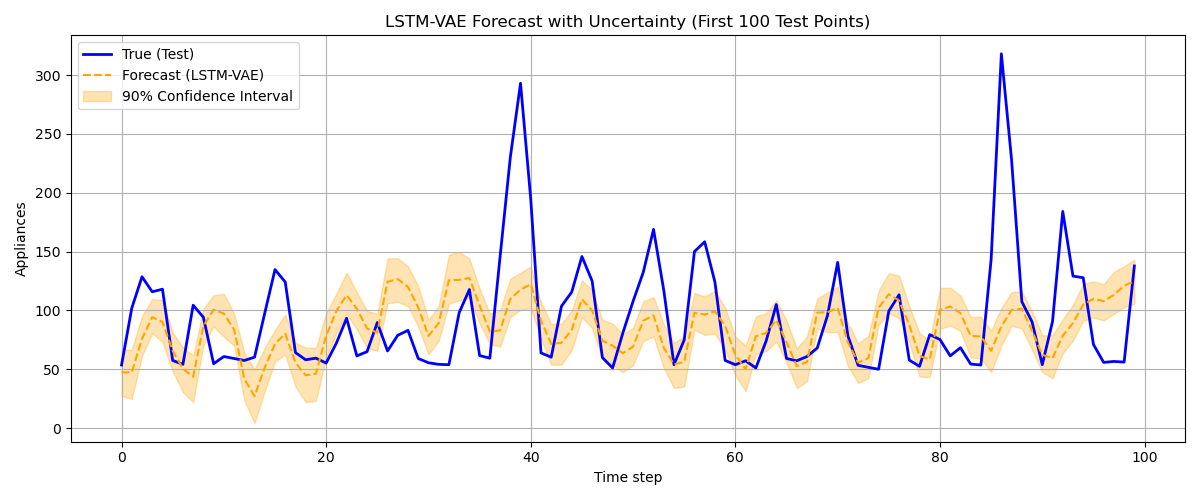 LSTM-VAE Forecast with Uncertainty (First 100 Test Points)
True (Test)
Forecast (LSTM-VAE)
90% Confidence Interval
Appliances
300
250
200
150
100
50
0
0 20 40 60 80 100
Time step